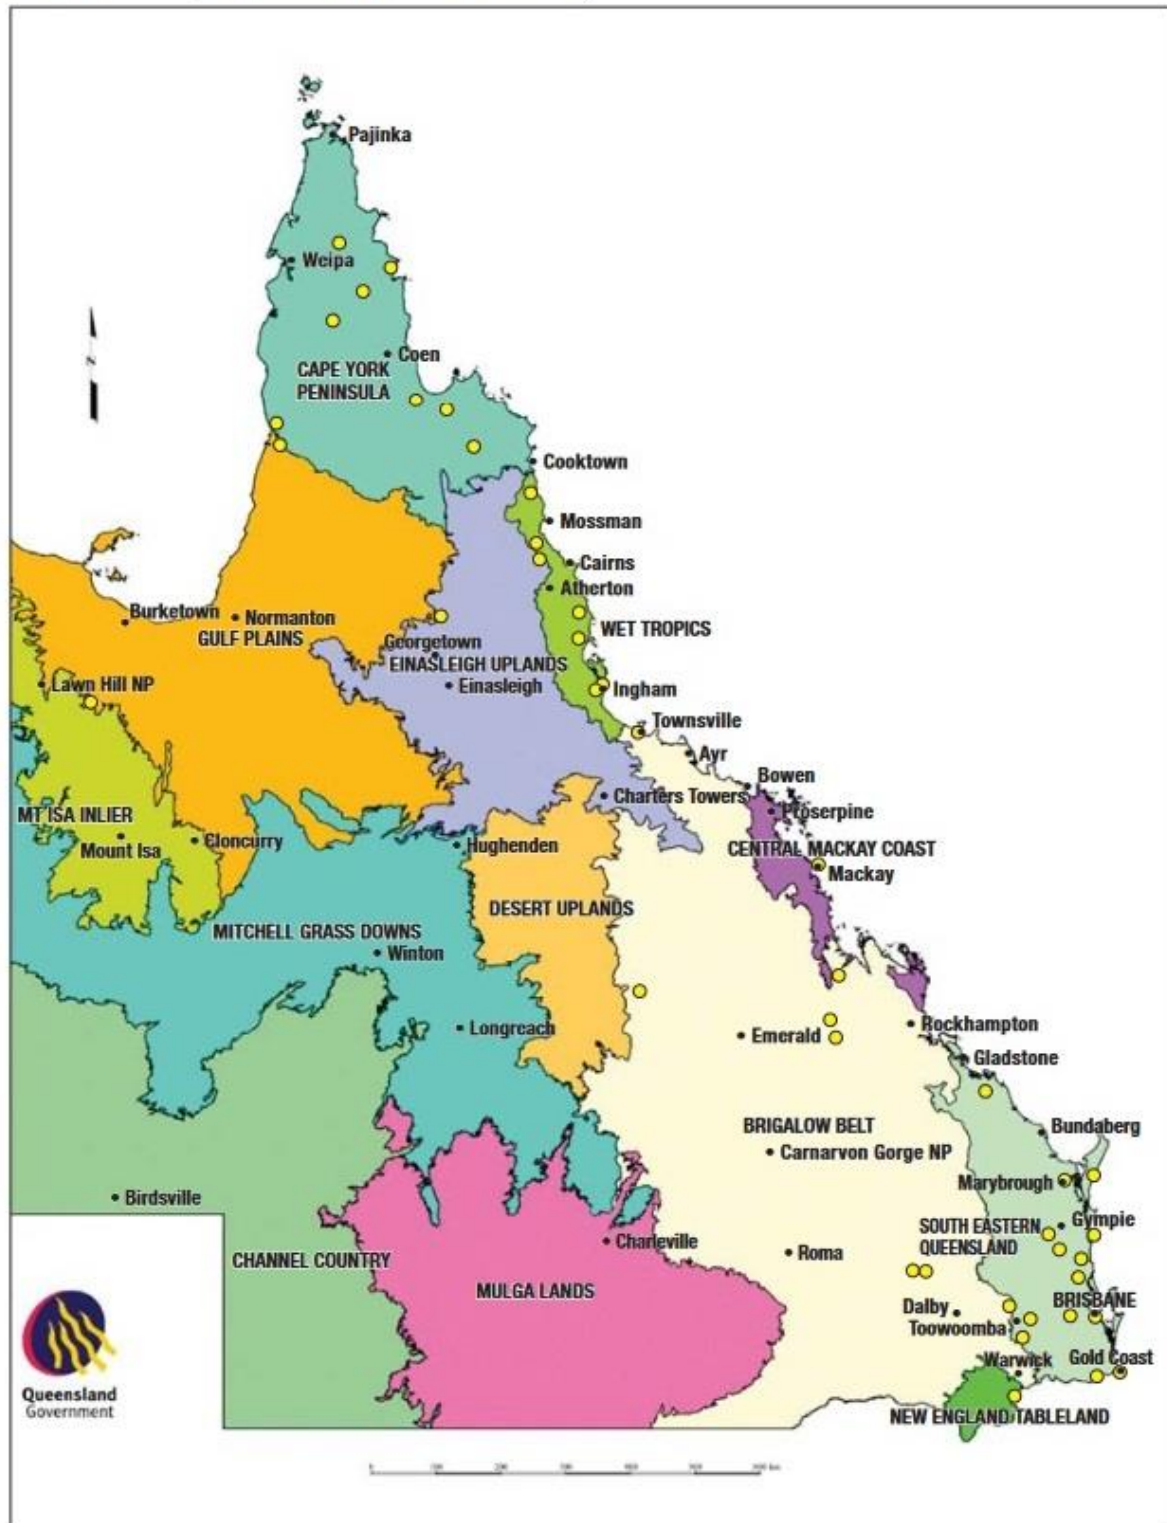 Pajinka
Weipa
Coen
CAPE YORK
PENINSULA
Cooktown
Mossman
Cairns
Atherton
Burketown
Normanton
GULF PLAINS
WET TROPICS
Georgetown
EINASLEIGH UPLANDS
Einasleigh
Lawn Hill NP
Ingham
Townsville
Ayr
Bowen
Charters Towers
Proserpine
MT ISA INLIER
Mount Isa
Cloncurry
Hughenden
CENTRAL MACKAY COAST
Mackay
DESERT UPLANDS
MITCHELL GRASS DOWNS
Winton
Longreach
Emerald
Rockhampton
Gladstone
BRIGALOW BELT
Carnarvon Gorge NP
Bundaberg
Marybrough
Birdsville
SOUTH EASTERN
QUEENSLAND
Gympie
Charleville
Roma
CHANNEL COUNTRY
MULGA LANDS
BRISBANE
Dalby
Toowoomba
Warwick
Gold Coast
NEW ENGLAND TABLELAND
Queensland
Government